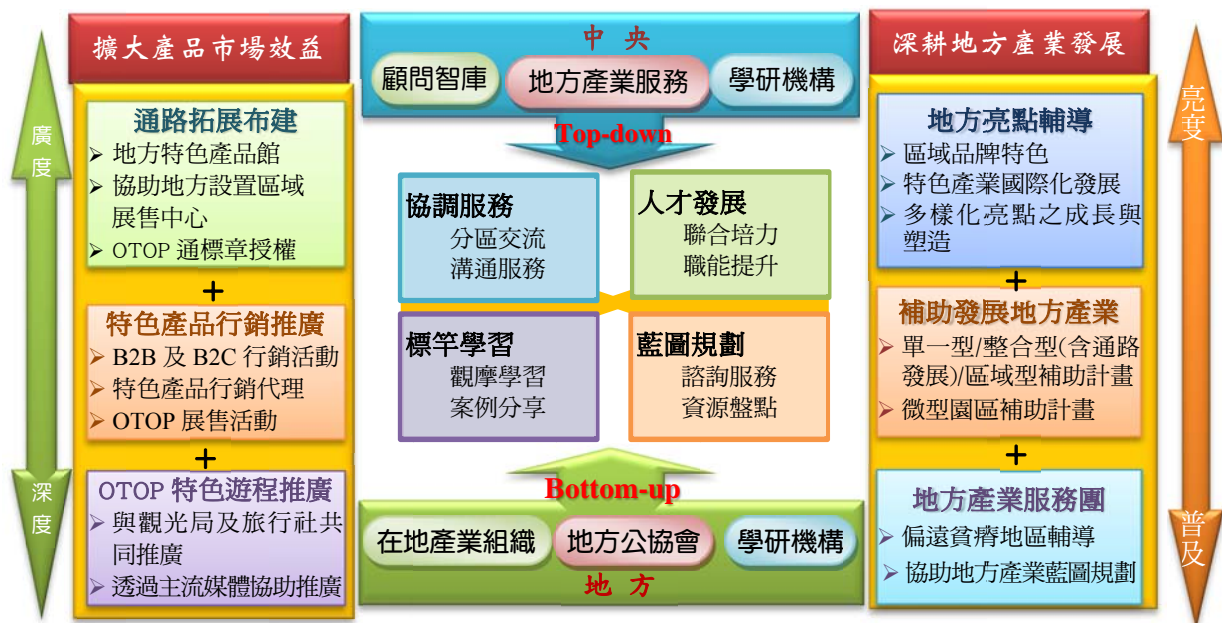 擴大產品市場效益
廣度
深度
通路拓展布建
➢ 地方特色產品館
➢ 協助地方設置區域
展售中心
➢ OTOP 通標章授權
+
特色產品行銷推廣
➢ B2B 及 B2C 行銷活動
➢ 特色產品行銷代理
➢ OTOP 展售活動
+
OTOP 特色遊程推廣
➢ 與觀光局及旅行社共
同推廣
➢ 透過主流媒體協助推廣
中央
顧問智庫
地方產業服務
學研機構
Top-down
協調服務
分區交流
溝通服務
人才發展
聯合培力
職能提升
標竿學習
觀摩學習
案例分享
藍圖規劃
諮詢服務
資源盤點
Bottom-up
在地產業組織
地方公協會
學研機構
地方
深耕地方產業發展
地方亮點輔導
➢ 區域品牌特色
➢ 特色產業國際化發展
➢ 多樣化亮點之成長與
塑造
+
補助發展地方產業
➢ 單一型/整合型(含通路
發展)/區域型補助計畫
➢ 微型園區補助計畫
+
地方產業服務團
➢ 偏遠貧瘠地區輔導
➢ 協助地方產業藍圖規劃
亮度
普及